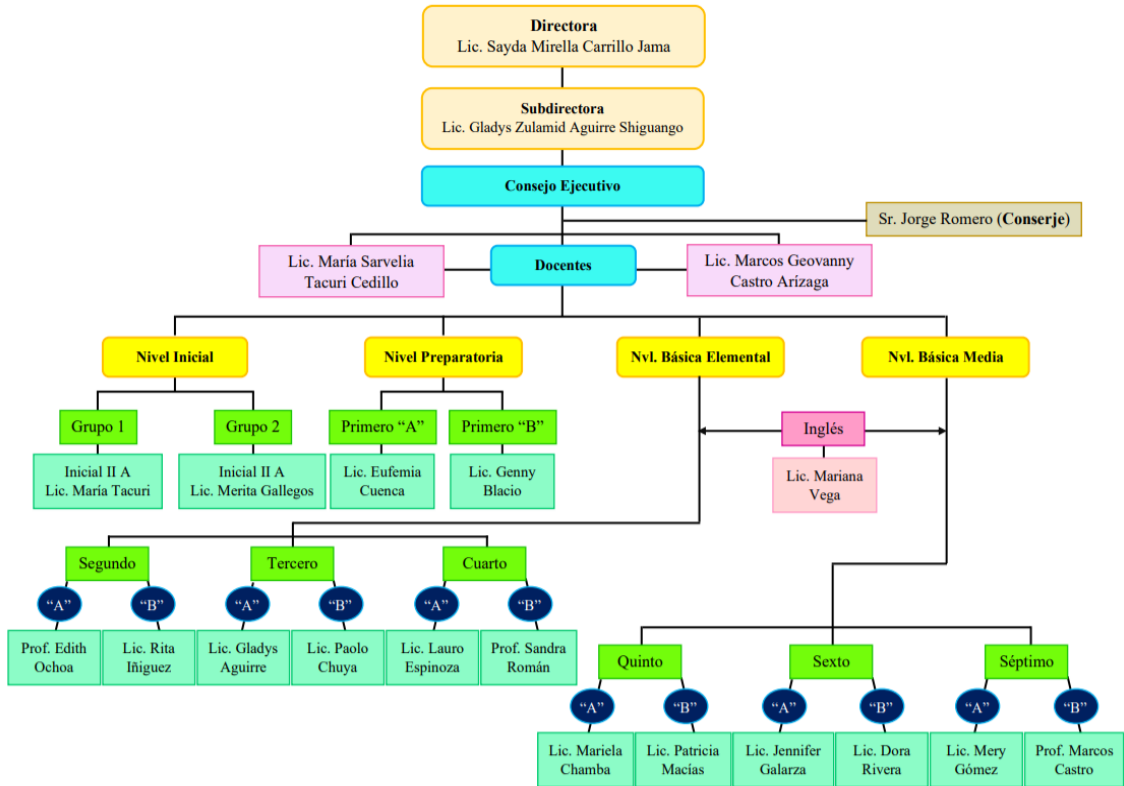 Directora
Lic. Sayda Mirella Carrillo Jama
Subdirectora
Lic. Gladys Zulamid Aguirre Shiguango
Consejo Ejecutivo
Sr. Jorge Romero (Conserje)
Lic. María Sarvelia
Tacuri Cedillo
Docentes
Lic. Marcos Geovanny
Castro Arízaga
Nivel Inicial
Nivel Preparatoria
Nvl. Básica Elemental
Nvl. Básica Media
Grupo 1
Grupo 2
Primero “A”
Primero “B”
Inglés
Inicial II A
Lic. María Tacuri
Inicial II A
Lic. Merita Gallegos
Lic. Eufemia
Cuenca
Lic. Genny
Blacio
Lic. Mariana
Vega
Segundo
Tercero
Cuarto
“A”
“B”
“A”
“B”
“A”
“B”
Prof. Edith
Ochoa
Lic. Rita
Iñiguez
Lic. Gladys
Aguirre
Lic. Paolo
Chuya
Lic. Lauro
Espinoza
Prof. Sandra
Román
Quinto
Sexto
Séptimo
“A”
“B”
“A”
“B”
“A”
“B”
Lic. Mariela
Chamba
Lic. Patricia
Macías
Lic. Jennifer
Galarza
Lic. Dora
Rivera
Lic. Mery
Gómez
Prof. Marcos
Castro